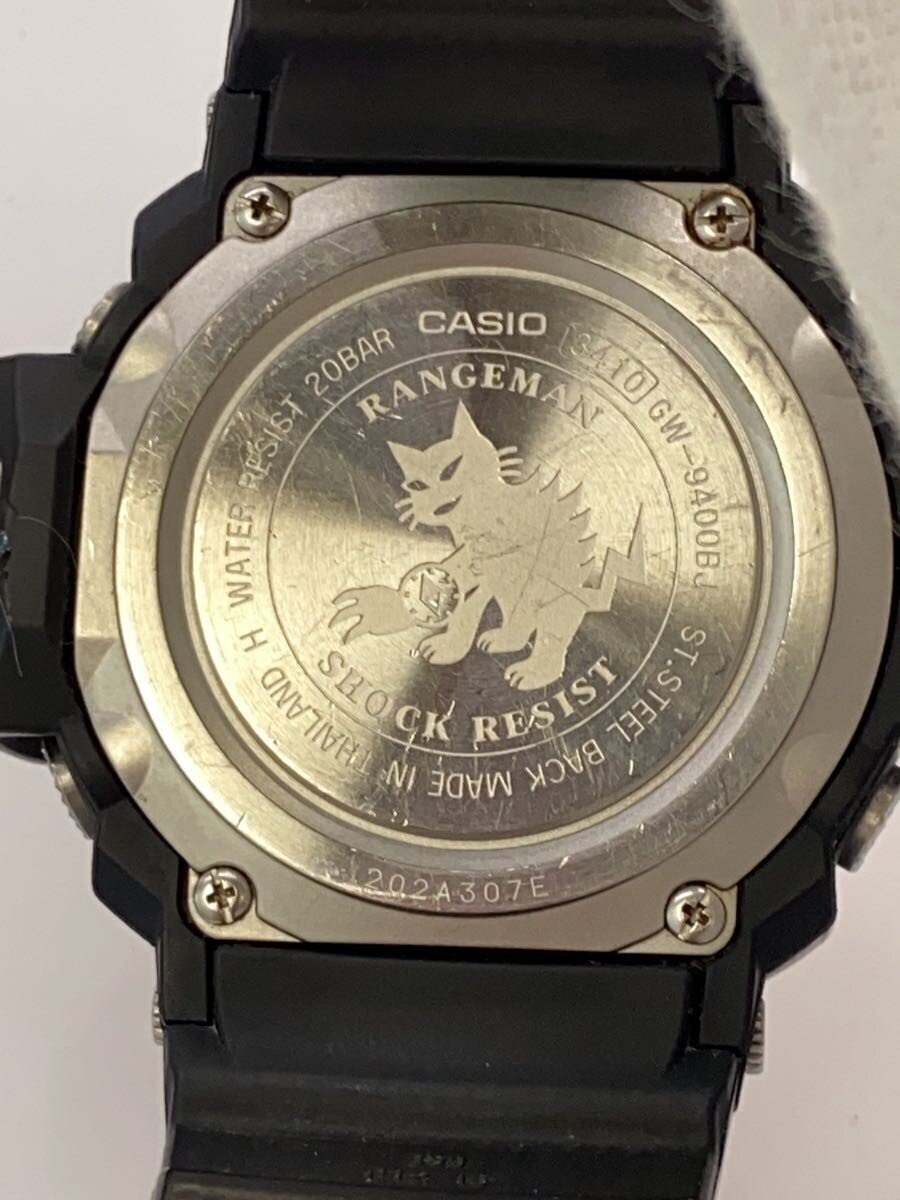 CASIO
3410 GW-9400BJ
ST.STEEL BACK MADE IN THAILAND H WATER RESIST 20BAR
RANGEMAN
SHOCK RESIST
202A307E